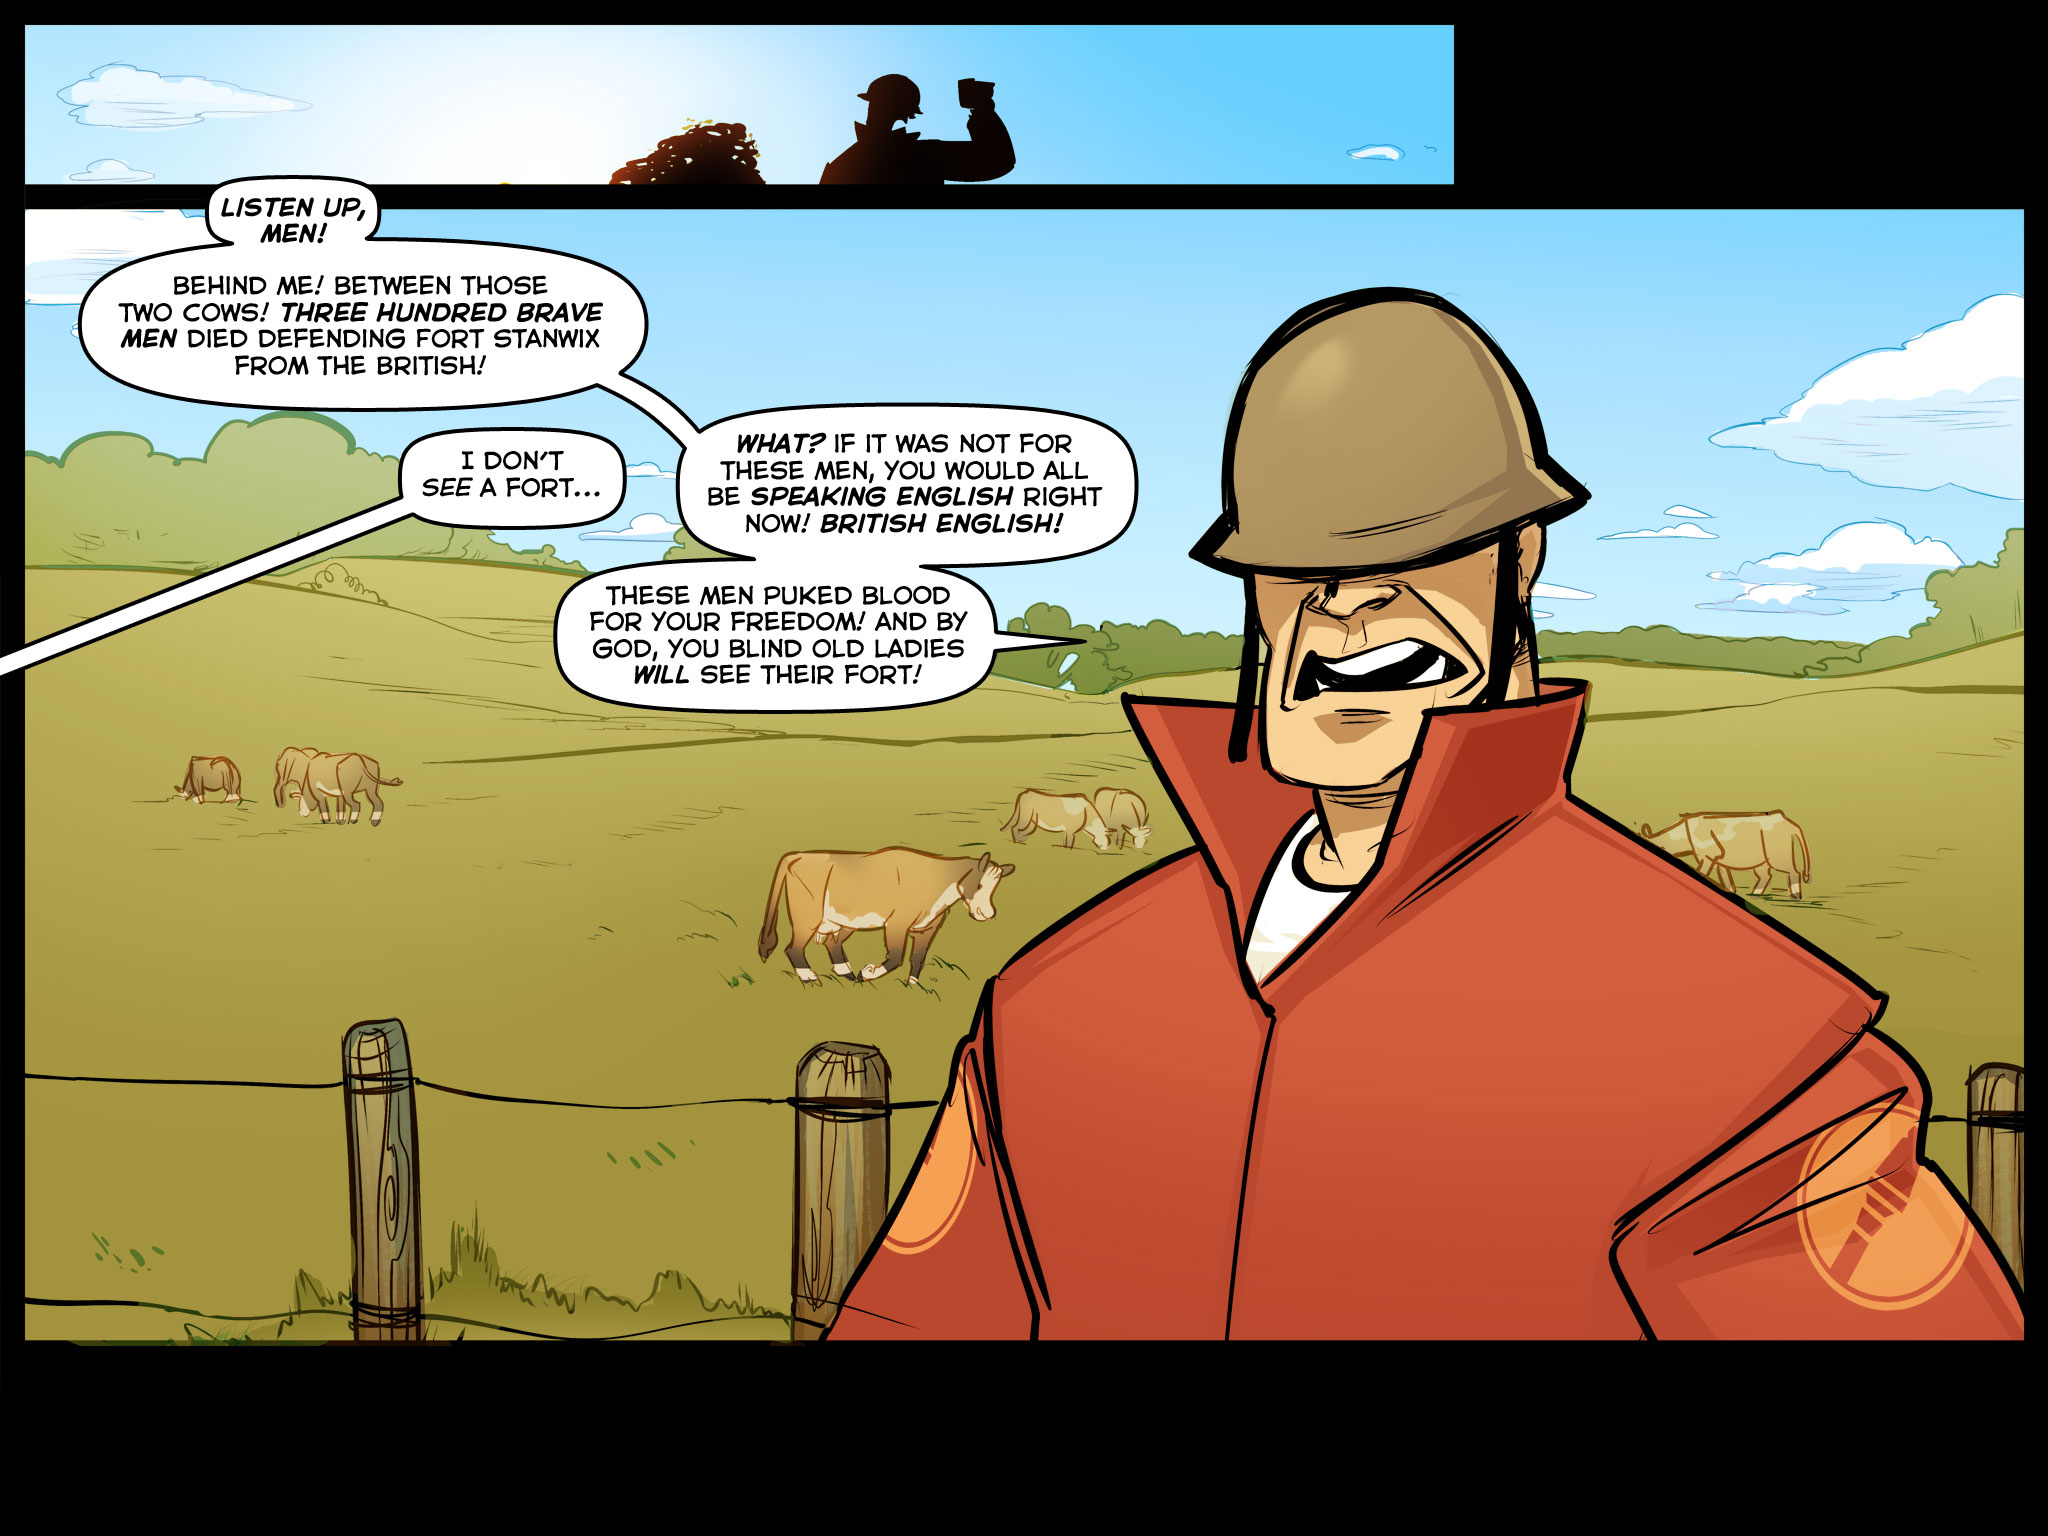 LISTEN UP,
MEN!
BEHIND ME! BETWEEN THOSE
TWO COWS! THREE HUNDRED BRAVE
MEN DIED DEFENDING FORT STANWIX
FROM THE BRITISH!
I DON'T
SEE A FORT...
WHAT? IF IT WAS NOT FOR
THESE MEN, YOU WOULD ALL
BE SPEAKING ENGLISH RIGHT
NOW! BRITISH ENGLISH!
THESE MEN PUKED BLOOD
FOR YOUR FREEDOM! AND BY
GOD, YOU BLIND OLD LADIES
WILL SEE THEIR FORT!